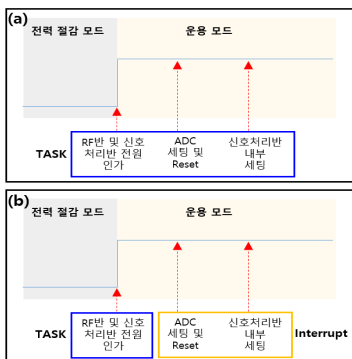 (a)
전력 절감 모드 운용 모드
TASK
RF반 및 신호
처리반 전원
인가
ADC
세팅 및
Reset
신호처리반
내부
세팅
(b)
전력 절감 모드 운용 모드
TASK
RF반 및 신호
처리반 전원
인가
ADC
세팅 및
Reset
신호처리반
내부
세팅
Interrupt